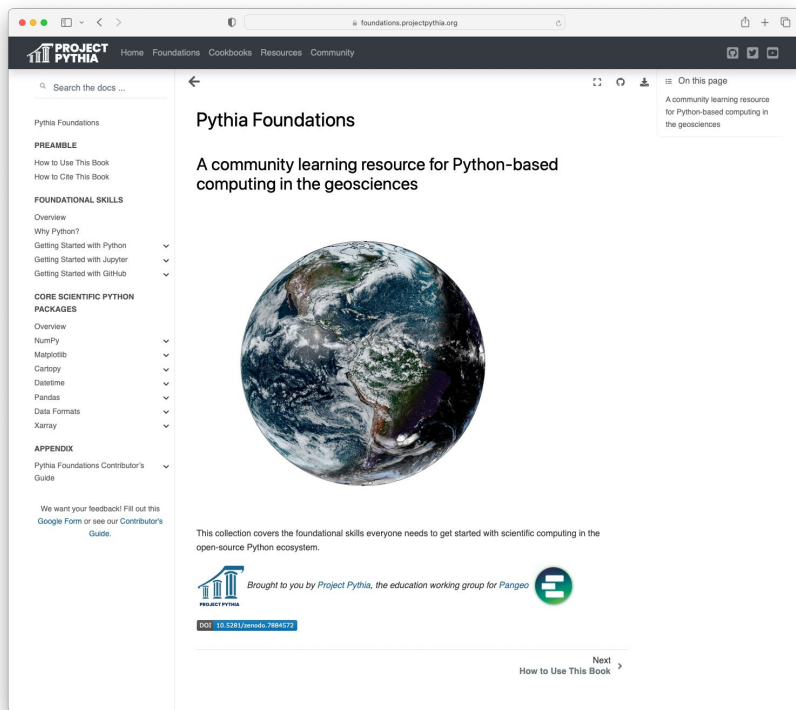 foundations.projectpythia.org
PROJECT
PYTHIA
Home Foundations Cookbooks Resources Community
Search the docs ...
Pythia Foundations
PREAMBLE
How to Use This Book
How to Cite This Book
FOUNDATIONAL SKILLS
Overview
Why Python?
Getting Started with Python
Getting Started with Jupyter
Getting Started with GitHub
CORE SCIENTIFIC PYTHON
PACKAGES
Overview
NumPy
Matplotlib
Cartopy
Datetime
Pandas
Data Formats
Xarray
APPENDIX
Pythia Foundations Contributor's
Guide
We want your feedback! Fill out this
Google Form or see our Contributor's
Guide.
Pythia Foundations
A community learning resource for Python-based
computing in the geosciences
This collection covers the foundational skills everyone needs to get started with scientific computing in the
open-source Python ecosystem.
PROJECT PYTHIA
Brought to you by Project Pythia, the education working group for Pangeo
DOI 10.5281/zenodo.7884572
Next
How to Use This Book
On this page
A community learning resource
for Python-based computing in
the geosciences